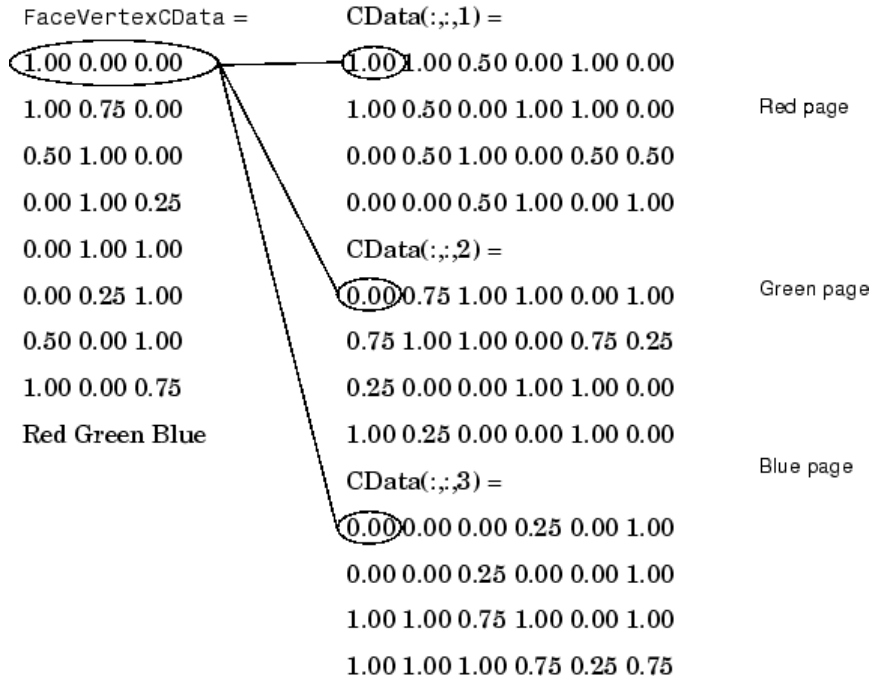 FaceVertexCData =
1.00 0.00 0.00
1.00 0.75 0.00
0.50 1.00 0.00
0.00 1.00 0.25
0.00 1.00 1.00
0.00 0.25 1.00
0.50 0.00 1.00
1.00 0.00 0.75
Red Green Blue
CData(:,:,1) =
1.00 1.00 0.50 0.00 1.00 0.00
1.00 0.50 0.00 1.00 1.00 0.00
0.00 0.50 1.00 0.00 0.50 0.50
0.00 0.00 0.50 1.00 0.00 1.00
Red page
CData(:,:,2) =
0.00 0.75 1.00 1.00 0.00 1.00
0.75 1.00 1.00 0.00 0.75 0.25
0.25 0.00 0.00 1.00 1.00 0.00
1.00 0.25 0.00 0.00 1.00 0.00
Green page
CData(:,:,3) =
0.00 0.00 0.00 0.25 0.00 1.00
0.00 0.00 0.25 0.00 0.00 1.00
1.00 1.00 0.75 1.00 0.00 1.00
1.00 1.00 1.00 0.75 0.25 0.75
Blue page